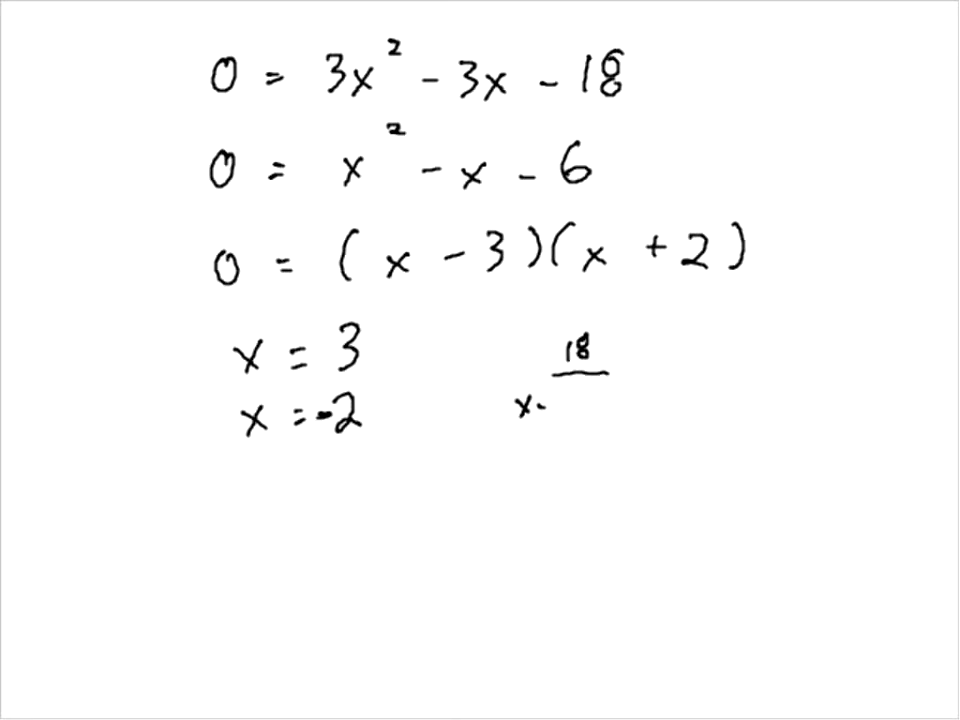 0 = 3x² - 3x - 18
0 = x² - x - 6
0 = (x - 3)(x + 2)
x = 3
x = -2
18
x -